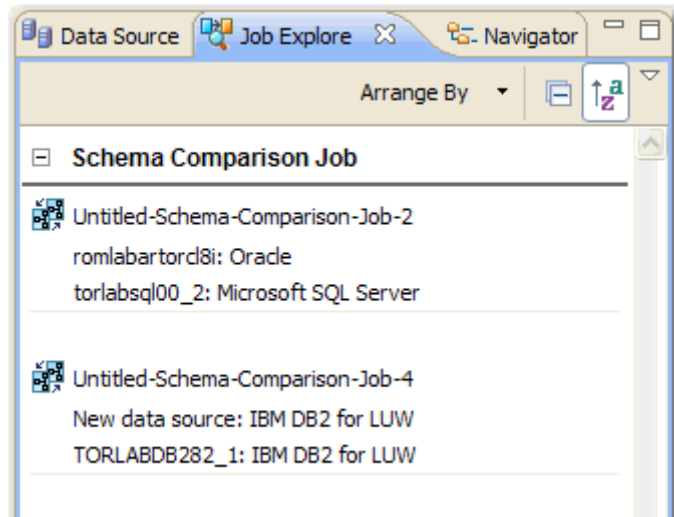 Data Source Job Explore Navigator
Arrange By
Schema Comparison Job
Untitled-Schema-Comparison-Job-2
romlabartorcl8i: Oracle
torlabsql00_2: Microsoft SQL Server
Untitled-Schema-Comparison-Job-4
New data source: IBM DB2 for LUW
TORLABDB282_1: IBM DB2 for LUW